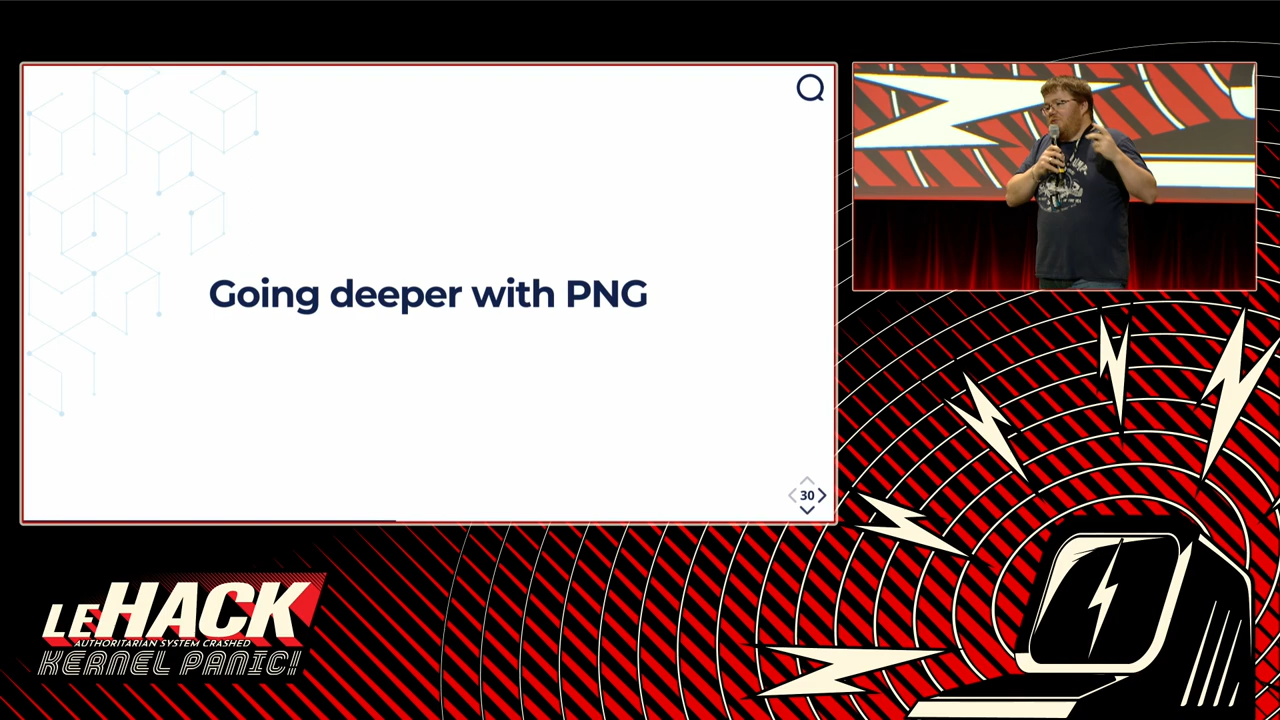 Going deeper with PNG
30
LEHACK
AUTHORITARIAN SYSTEM CRASHED
KERNEL PANIC!